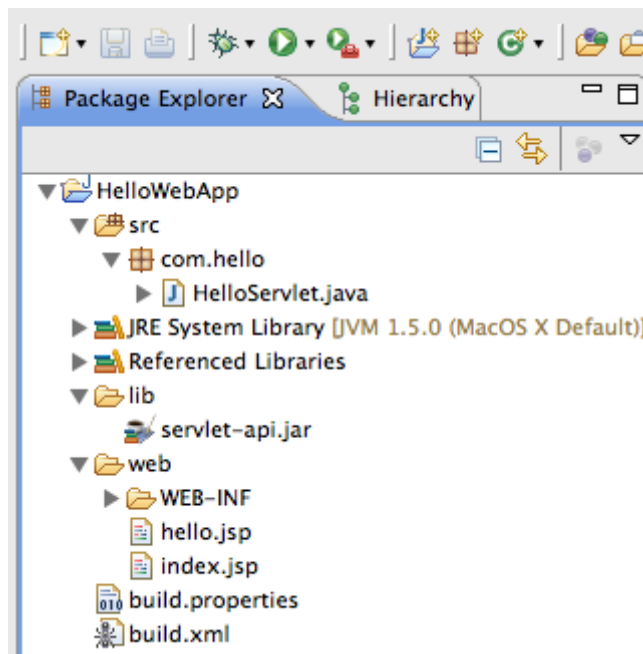 Package Explorer Hierarchy
HelloWebApp
src
com.hello
HelloServlet.java
JRE System Library [JVM 1.5.0 (MacOS X Default)]
Referenced Libraries
lib
servlet-api.jar
web
WEB-INF
hello.jsp
index.jsp
build.properties
build.xml